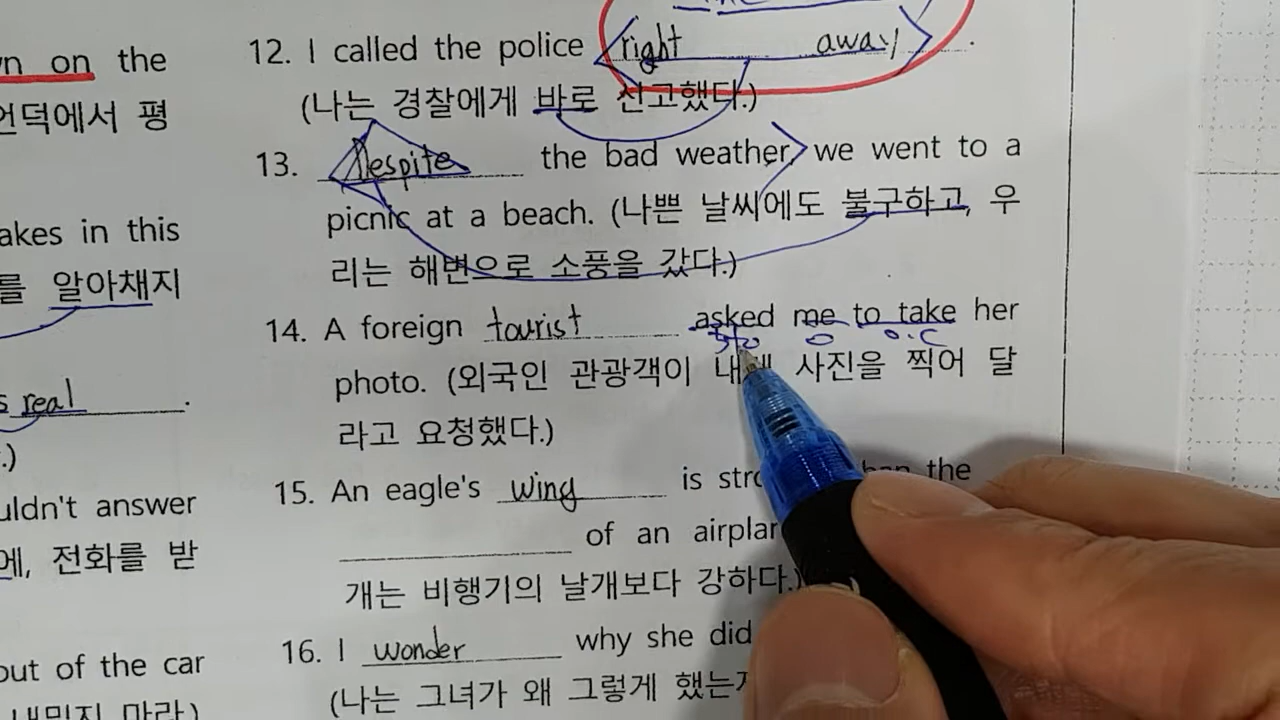 wn on the
언덕에서 평
akes in this
를 알아채지
s real .
.)
uldn't answer
에, 전화를 받
out of the car
내밀지 마라.)
12. I called the police right away .
(나는 경찰에게 바로 신고했다.)
13. Despite the bad weather, we went to a
picnic at a beach. (나쁜 날씨에도 불구하고, 우
리는 해변으로 소풍을 갔다.)
14. A foreign tourist asked me to take her
photo. (외국인 관광객이 내게 사진을 찍어 달
라고 요청했다.)
15. An eagle's wing is the
of an airplan
개는 비행기의 날개보다 강하다.)
16. I wonder why she did
(나는 그녀가 왜 그렇게 했는지